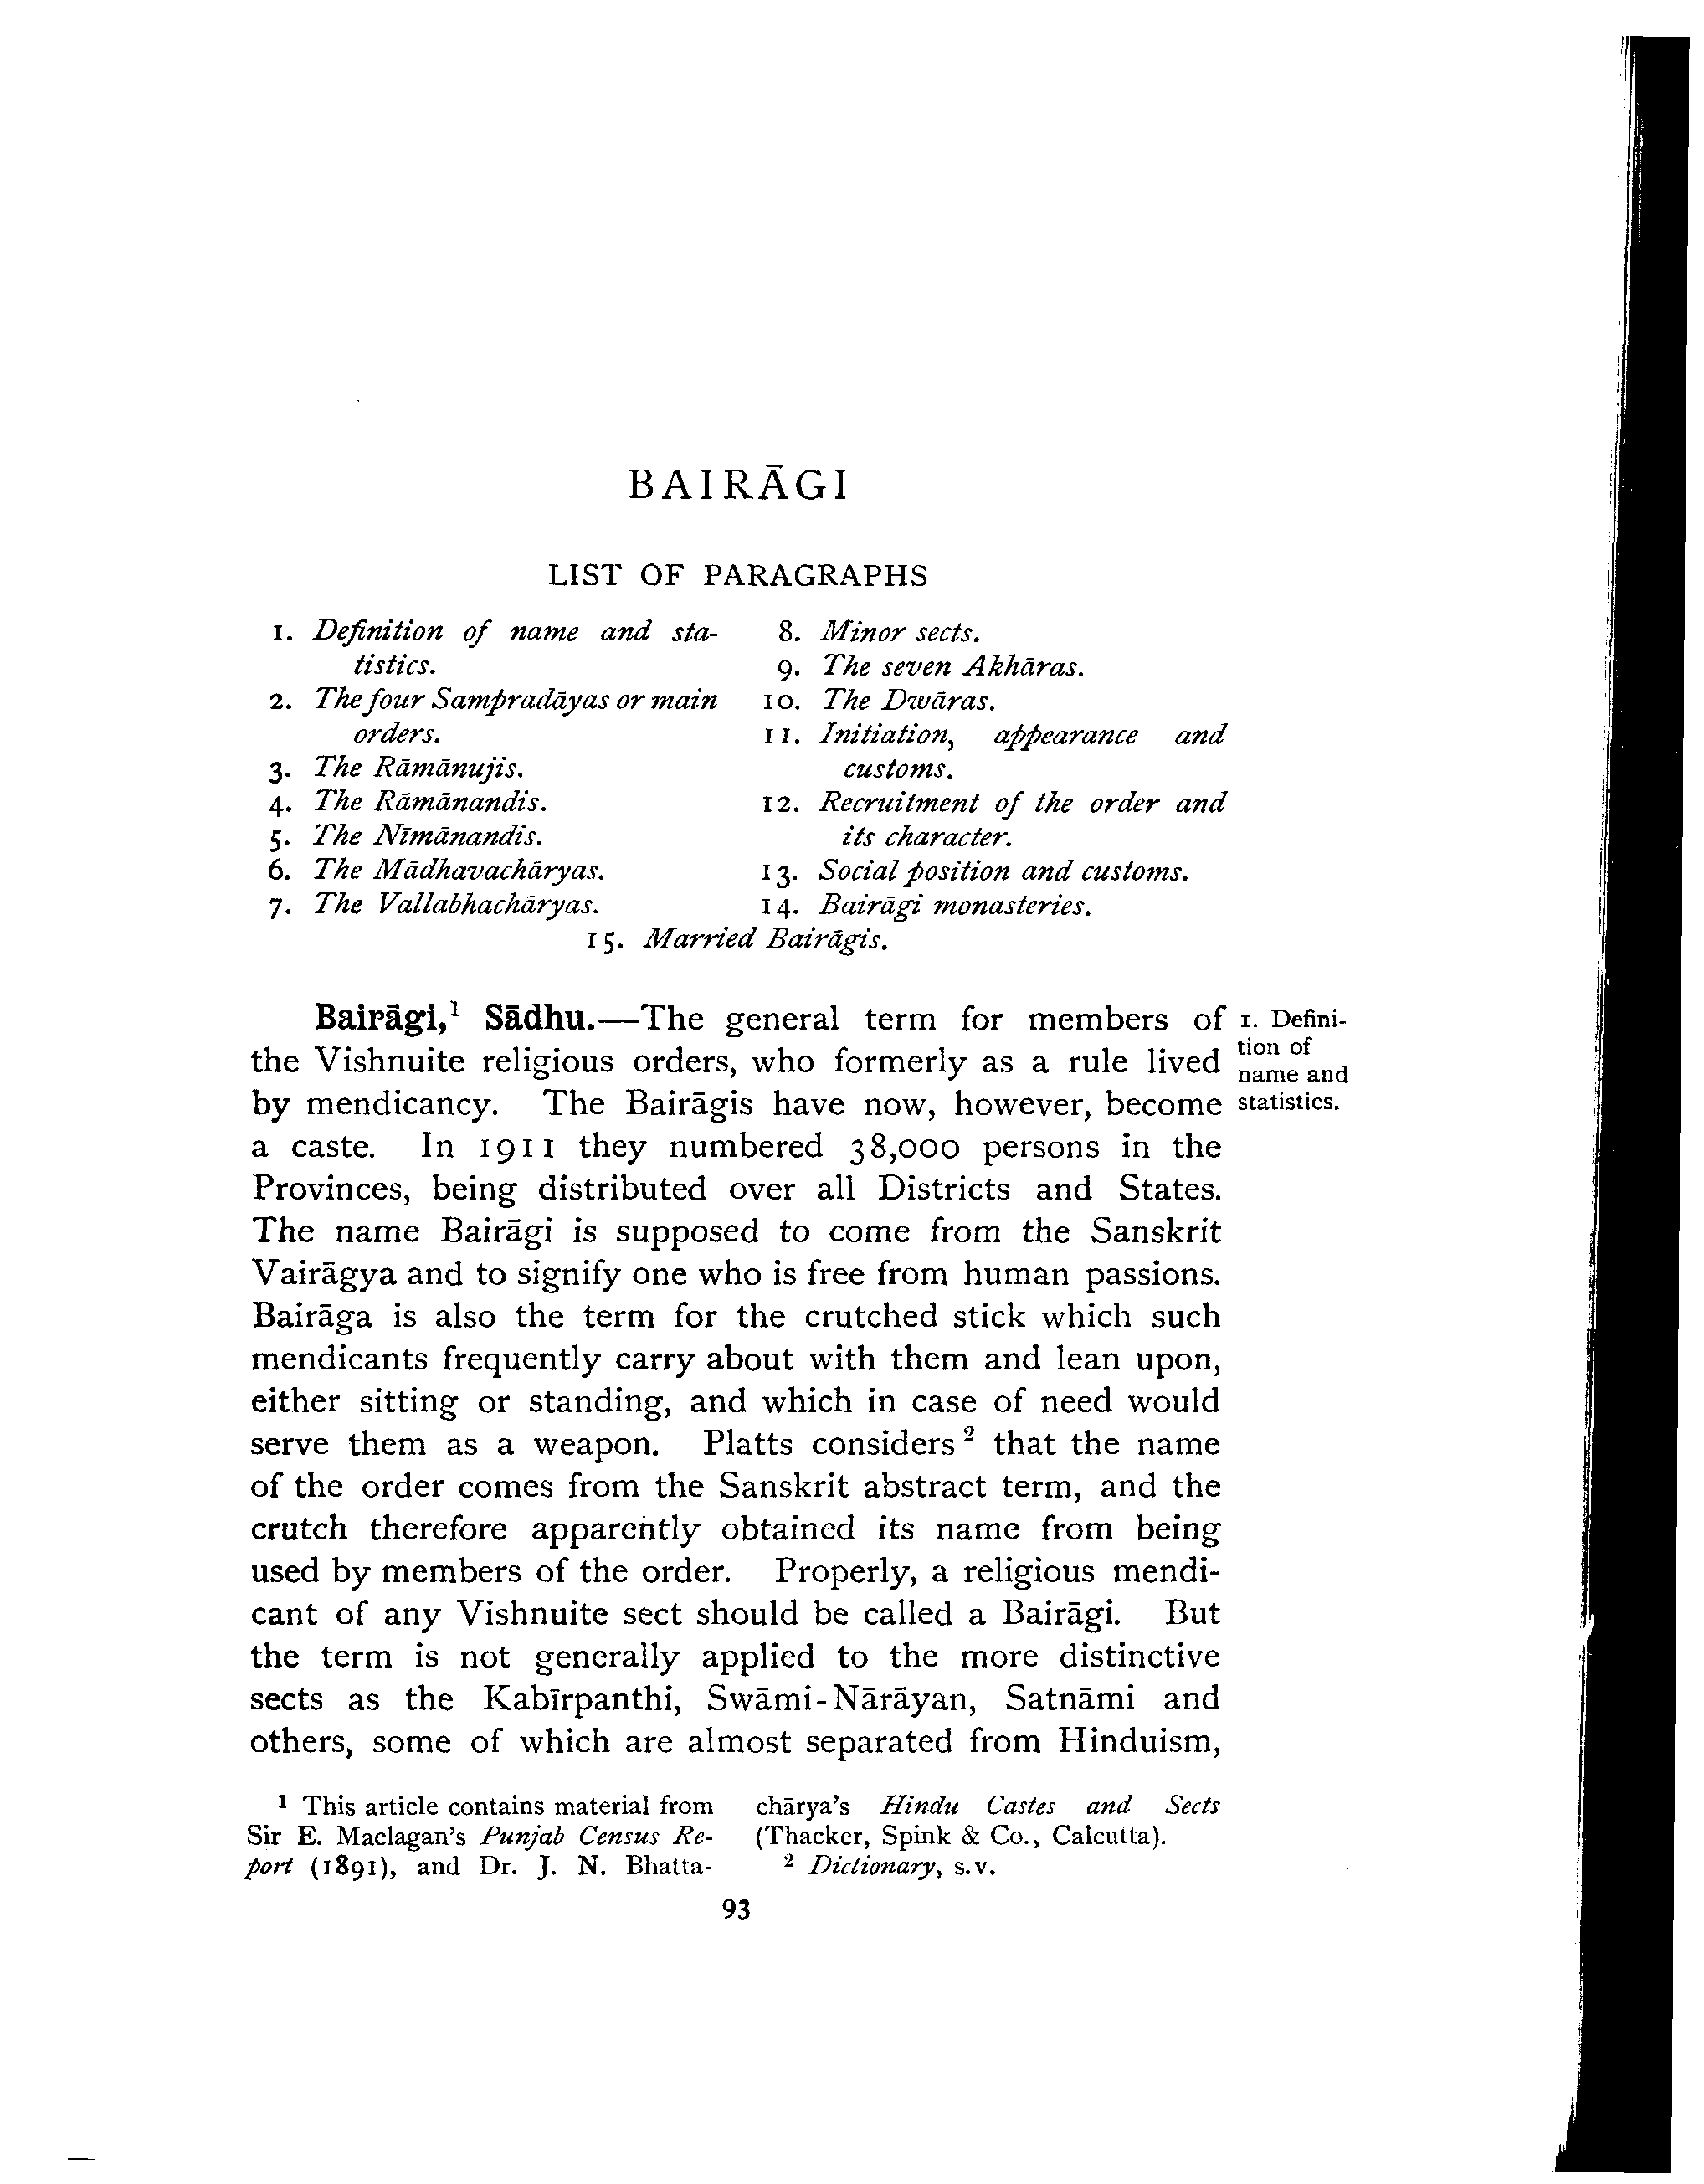 BAIRĀGI
LIST OF PARAGRAPHS
1. Definition of name and sta-
tistics.
2. The four Sampradāyas or main
orders.
3. The Rāmānujis.
4. The Rāmānandis.
5. The Nīmānandis.
6. The Mādhavachāryas.
7. The Vallabhachāryas.
8. Minor sects.
9. The seven Akhāras.
10. The Dwāras.
11. Initiation, appearance and
customs.
12. Recruitment of the order and
its character.
13. Social position and customs.
14. Bairāgi monasteries.
15. Married Bairāgis.
Bairāgi,¹ Sādhu.—The general term for members of
the Vishnuite religious orders, who formerly as a rule lived
by mendicancy. The Bairāgis have now, however, become
a caste. In 1911 they numbered 38,000 persons in the
Provinces, being distributed over all Districts and States.
The name Bairāgi is supposed to come from the Sanskrit
Vairāgya and to signify one who is free from human passions.
Bairāga is also the term for the crutched stick which such
mendicants frequently carry about with them and lean upon,
either sitting or standing, and which in case of need would
serve them as a weapon. Platts considers ² that the name
of the order comes from the Sanskrit abstract term, and the
crutch therefore apparently obtained its name from being
used by members of the order. Properly, a religious mendi-
cant of any Vishnuite sect should be called a Bairāgi. But
the term is not generally applied to the more distinctive
sects as the Kabīrpanthi, Swāmi-Nārāyan, Satnāmi and
others, some of which are almost separated from Hinduism,
1. Defini-
tion of
name and
statistics.
¹ This article contains material from
Sir E. Maclagan's Punjab Census Re-
port (1891), and Dr. J. N. Bhatta-
chārya's Hindu Castes and Sects
(Thacker, Spink & Co., Calcutta).
² Dictionary, s.v.
93